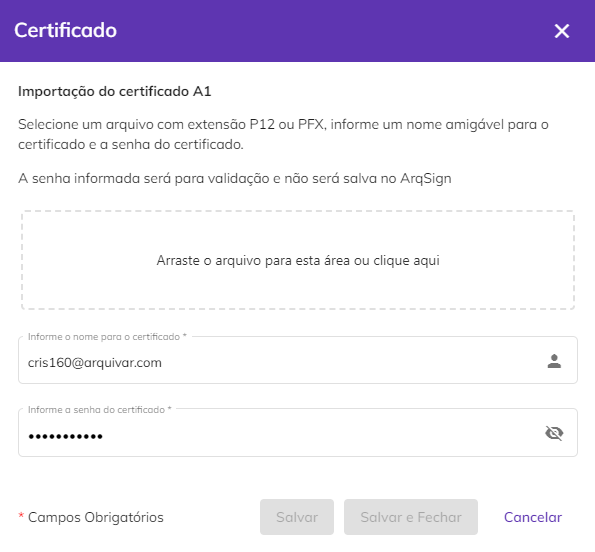 Certificado
Importação do certificado A1
Selecione um arquivo com extensão P12 ou PFX, informe um nome amigável para o
certificado e a senha do certificado.
A senha informada será para validação e não será salva no ArqSign
Arraste o arquivo para esta área ou clique aqui
Informe o nome para o certificado *
cris160@arquivar.com
Informe a senha do certificado *
•••••••••••
* Campos Obrigatórios
Salvar
Salvar e Fechar
Cancelar